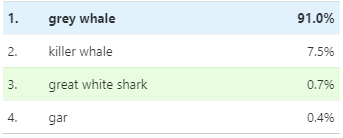 1. grey whale 91.0%
2. killer whale 7.5%
3. great white shark 0.7%
4. gar 0.4%